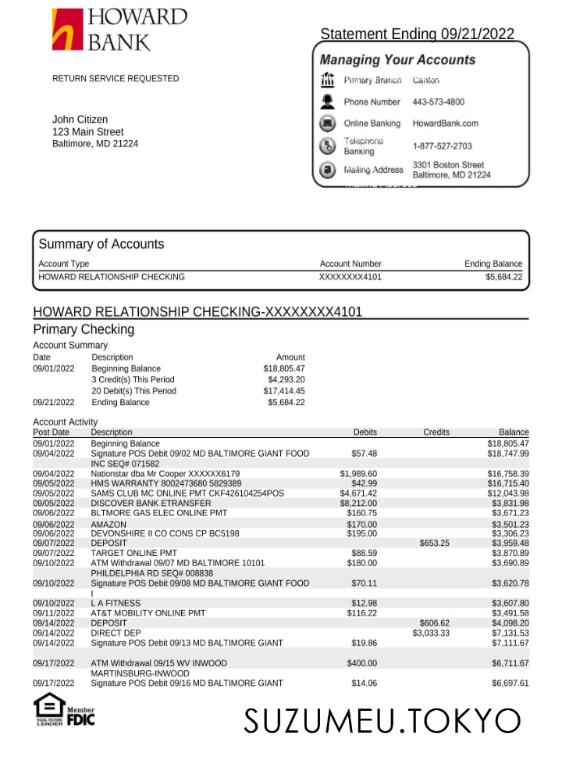 HOWARD
BANK
Statement Ending 09/21/2022
Managing Your Accounts
Primary Branch Canton
Phone Number 443-573-4800
Online Banking HowardBank.com
Telephone
Banking 1-877-527-2703
Mailing Address 3301 Boston Street
Baltimore, MD 21224
RETURN SERVICE REQUESTED
John Citizen
123 Main Street
Baltimore, MD 21224
Summary of Accounts
Account Type Account Number Ending Balance
HOWARD RELATIONSHIP CHECKING XXXXXXXX4101 $5,684.22
HOWARD RELATIONSHIP CHECKING-XXXXXXXX4101
Primary Checking
Account Summary
Date Description Amount
09/01/2022 Beginning Balance $18,805.47
3 Credit(s) This Period $4,293.20
20 Debit(s) This Period $17,414.45
09/21/2022 Ending Balance $5,684.22
Account Activity
Post Date Description Debits Credits Balance
09/01/2022 Beginning Balance $18,805.47
09/04/2022 Signature POS Debit 09/02 MD BALTIMORE GIANT FOOD $57.48 $18,747.99
INC SEQ# 071582
09/04/2022 Nationstar dba Mr Cooper XXXXXX6179 $1,989.60 $16,758.39
09/05/2022 HMS WARRANTY 8002473680 5829389 $42.99 $16,715.40
09/05/2022 SAMS CLUB MC ONLINE PMT CKF426104254POS $4,671.42 $12,043.98
09/05/2022 DISCOVER BANK ETRANSFER $8,212.00 $3,831.98
09/06/2022 BLTMORE GAS ELEC ONLINE PMT $160.75 $3,671.23
09/06/2022 AMAZON $170.00 $3,501.23
09/06/2022 DEVONSHIRE II CO CONS CP BC5198 $195.00 $3,306.23
09/07/2022 DEPOSIT $653.25 $3,959.48
09/07/2022 TARGET ONLINE PMT $88.59 $3,870.89
09/10/2022 ATM Withdrawal 09/07 MD BALTIMORE 10101 $180.00 $3,690.89
PHILDELPHIA RD SEQ# 008838
09/10/2022 Signature POS Debit 09/08 MD BALTIMORE GIANT FOOD $70.11 $3,620.78
I
09/10/2022 L A FITNESS $12.98 $3,607.80
09/11/2022 AT&T MOBILITY ONLINE PMT $116.22 $3,491.58
09/14/2022 DEPOSIT $606.62 $4,098.20
09/14/2022 DIRECT DEP $3,033.33 $7,131.53
09/14/2022 Signature POS Debit 09/13 MD BALTIMORE GIANT $19.86 $7,111.67
09/17/2022 ATM Withdrawal 09/15 WV INWOOD $400.00 $6,711.67
MARTINSBURG-INWOOD
09/17/2022 Signature POS Debit 09/16 MD BALTIMORE GIANT $14.06 $6,697.61
EQUAL HOUSING
LENDER
Member
FDIC
SUZUMEU.TOKYO